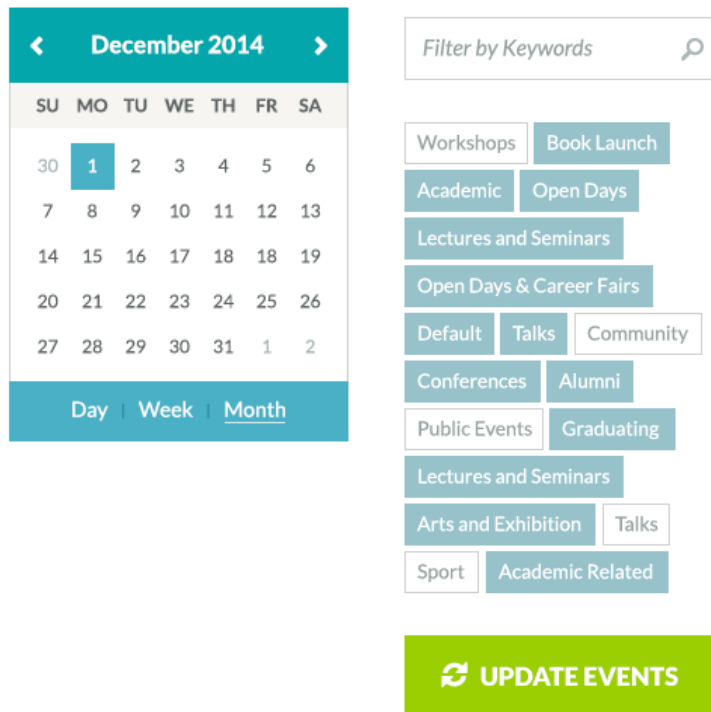 December 2014
SU MO TU WE TH FR SA
30 1 2 3 4 5 6
7 8 9 10 11 12 13
14 15 16 17 18 18 19
20 21 22 23 24 25 26
27 28 29 30 31 1 2
Day Week Month
Filter by Keywords
Workshops Book Launch
Academic Open Days
Lectures and Seminars
Open Days & Career Fairs
Default Talks Community
Conferences Alumni
Public Events Graduating
Lectures and Seminars
Arts and Exhibition Talks
Sport Academic Related
UPDATE EVENTS